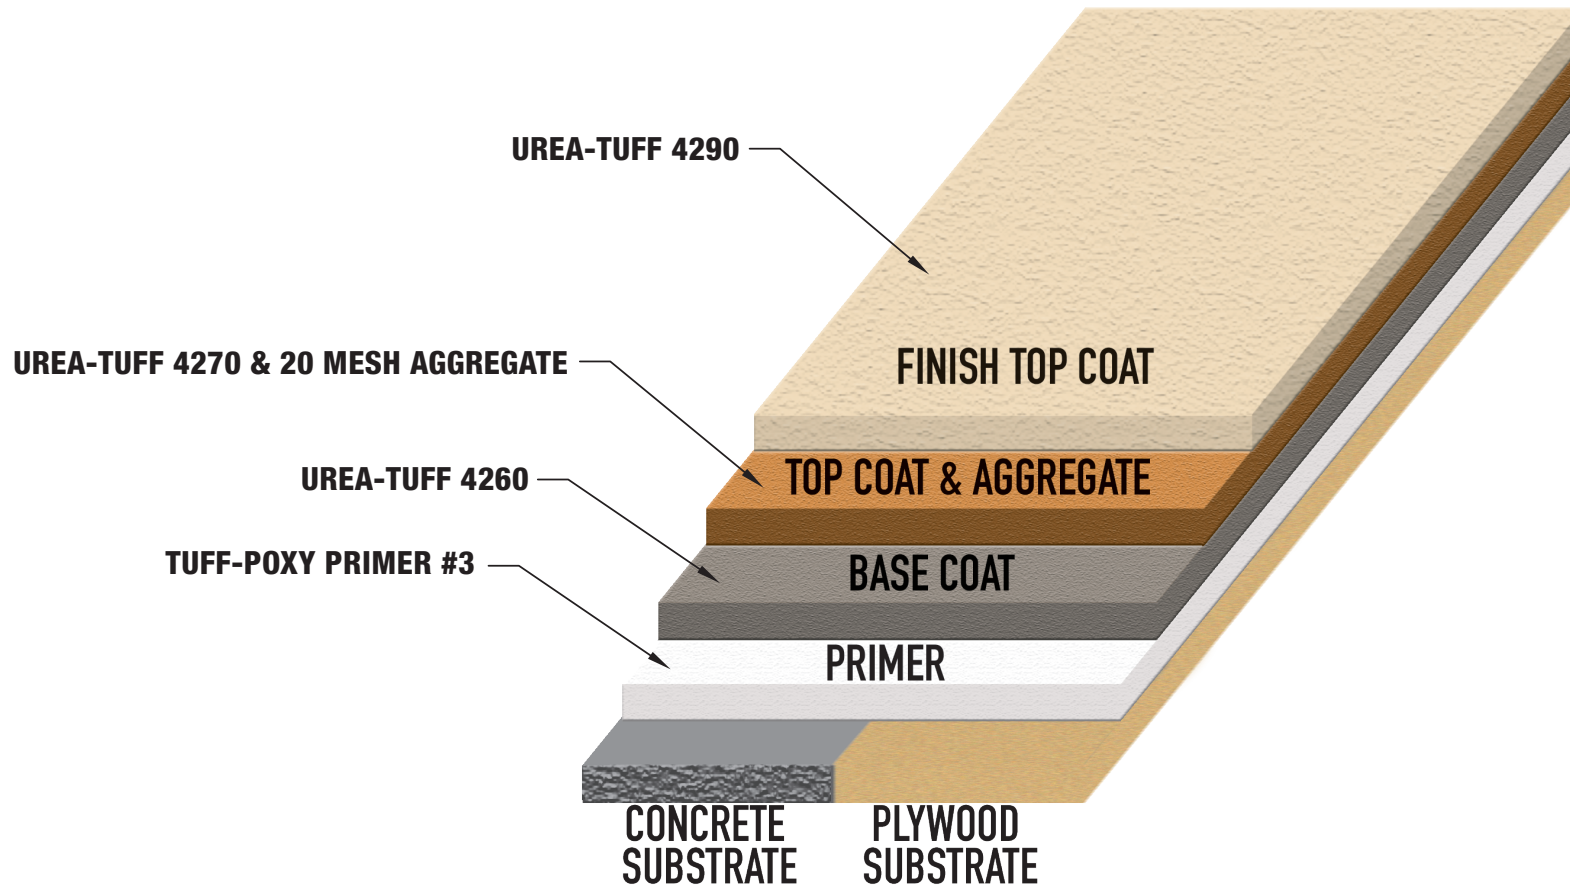 UREA-TUFF 4290
FINISH TOP COAT
UREA-TUFF 4270 & 20 MESH AGGREGATE
TOP COAT & AGGREGATE
UREA-TUFF 4260
BASE COAT
TUFF-POXY PRIMER #3
PRIMER
CONCRETE
SUBSTRATE
PLYWOOD
SUBSTRATE